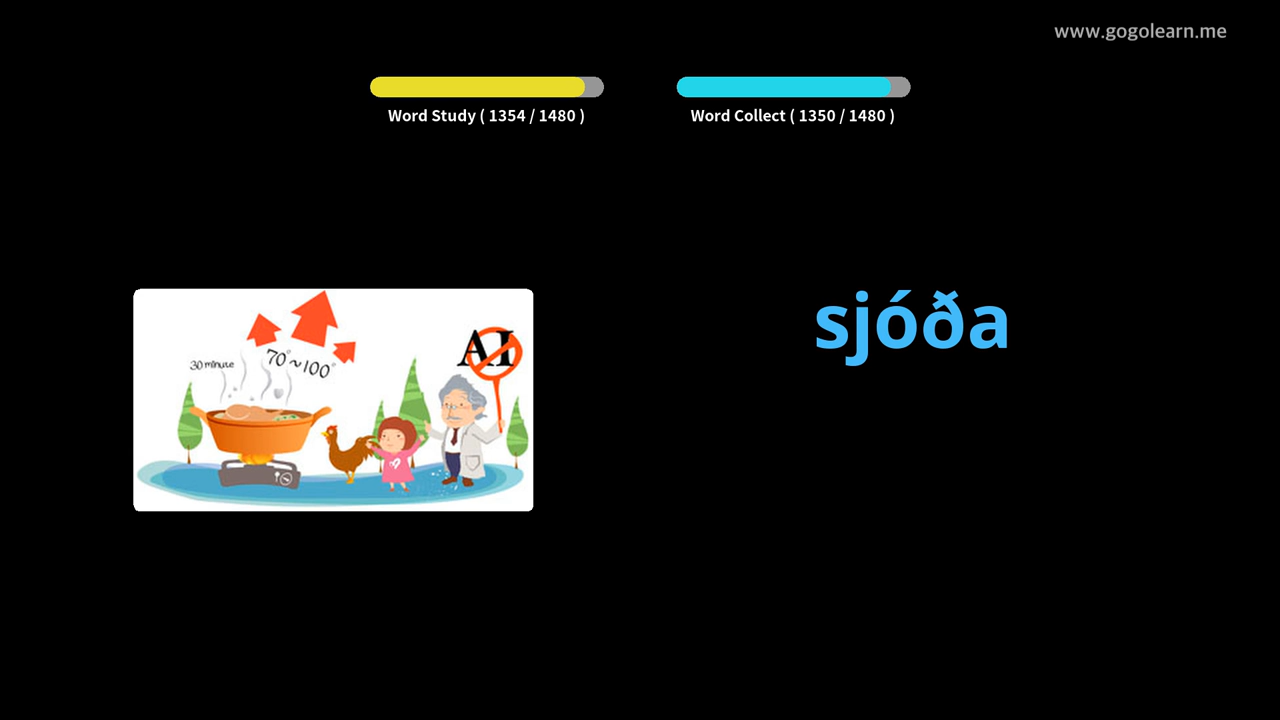 www.gogolearn.me
Word Study ( 1354 / 1480 )
Word Collect ( 1350 / 1480 )
sjóða
30 minute
70°~100°
AI